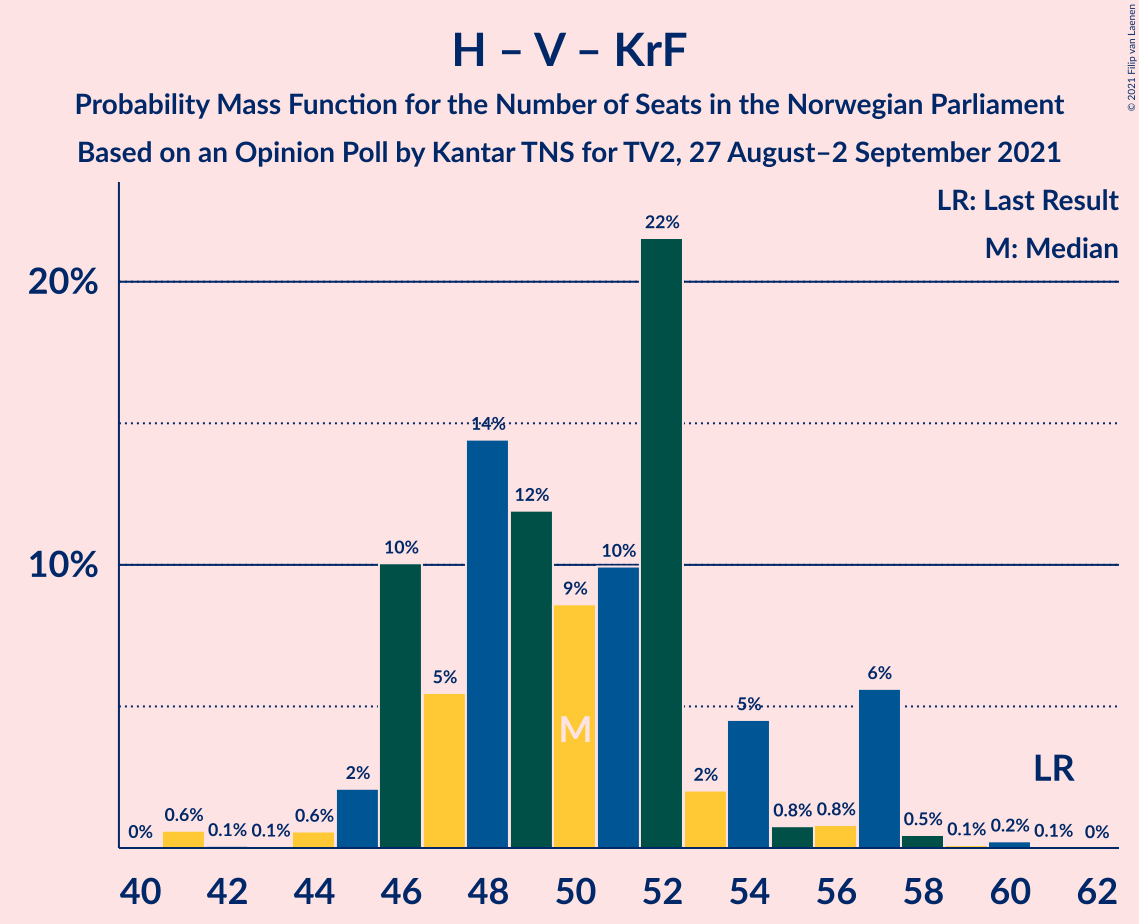 H – V – KrF
Probability Mass Function for the Number of Seats in the Norwegian Parliament
Based on an Opinion Poll by Kantar TNS for TV2, 27 August–2 September 2021
© 2021 Filip van Laenen
LR: Last Result
M: Median
20%
10%
0%
0.6%
0.1%
0.1%
0.6%
2%
10%
5%
14%
12%
9%
10%
22%
2%
5%
0.8%
0.8%
6%
0.5%
0.1%
0.2%
0.1%
0%
M
LR
40 42 44 46 48 50 52 54 56 58 60 62